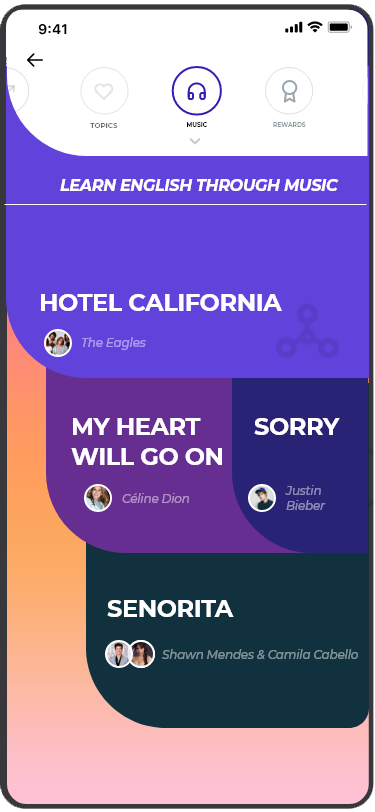 9:41
TOPICS
MUSIC
REWARDS
LEARN ENGLISH THROUGH MUSIC
HOTEL CALIFORNIA
The Eagles
MY HEART
WILL GO ON
Céline Dion
SORRY
Justin
Bieber
SENORITA
Shawn Mendes & Camila Cabello